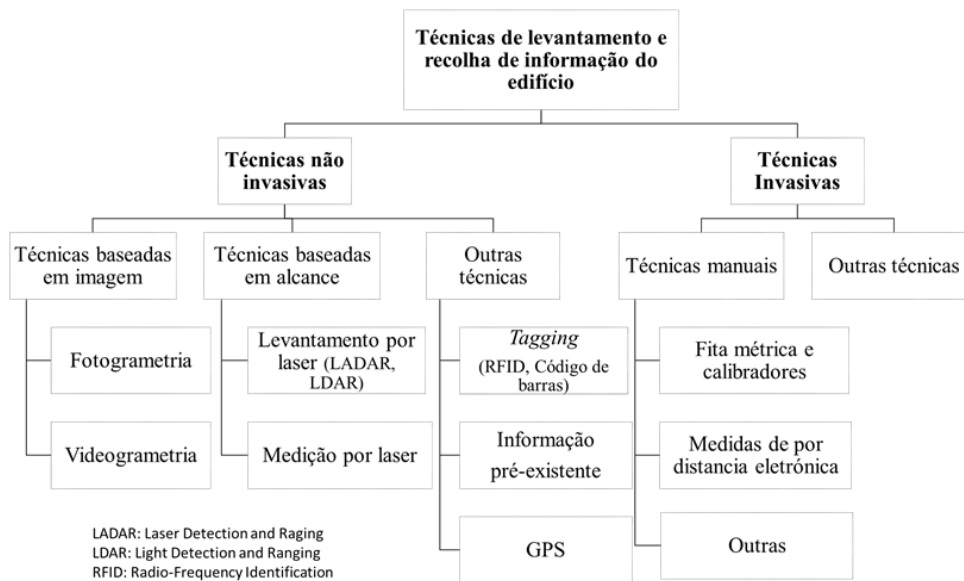 Técnicas de levantamento e
recolha de informação do
edifício
Técnicas não
invasivas
Técnicas
Invasivas
Técnicas baseadas
em imagem
Técnicas baseadas
em alcance
Outras
técnicas
Técnicas manuais
Outras técnicas
Fotogrametria
Levantamento por
laser (LADAR,
LDAR)
Tagging
(RFID, Código de
barras)
Fita métrica e
calibradores
Videogrametria
Medição por laser
Informação
pré-existente
Medidas de por
distancia eletrónica
GPS
Outras
LADAR: Laser Detection and Raging
LDAR: Light Detection and Ranging
RFID: Radio-Frequency Identification